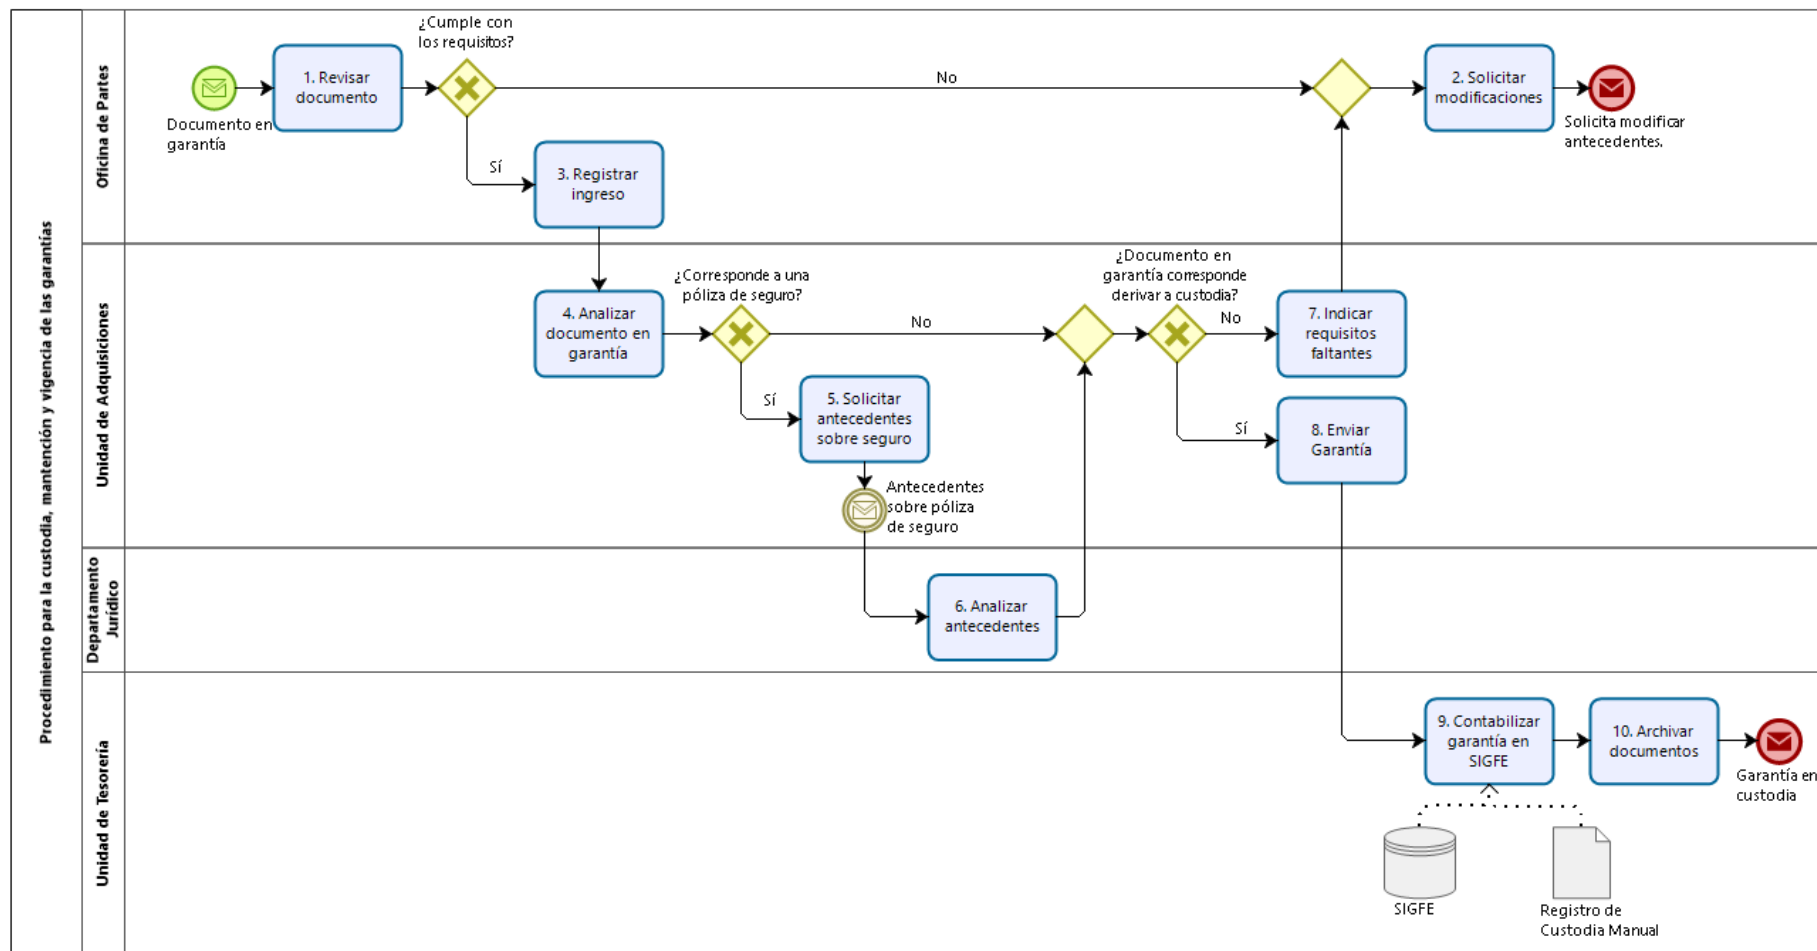 Procedimiento para la custodia, mantención y vigencia de las garantías
Oficina de Partes
Documento en
garantía
1. Revisar
documento
¿Cumple con
los requisitos?
No
Sí
3. Registrar
ingreso
2. Solicitar
modificaciones
Solicita modificar
antecedentes.
Unidad de Adquisiciones
4. Analizar
documento en
garantía
¿Corresponde a una
póliza de seguro?
No
Sí
5. Solicitar
antecedentes
sobre seguro
Antecedentes
sobre póliza
de seguro
¿Documento en
garantía corresponde
derivar a custodia?
No
7. Indicar
requisitos
faltantes
Sí
8. Enviar
Garantía
Departamento
Jurídico
6. Analizar
antecedentes
Unidad de Tesorería
9. Contabilizar
garantía en
SIGFE
10. Archivar
documentos
Garantía en
custodia
SIGFE
Registro de
Custodia Manual